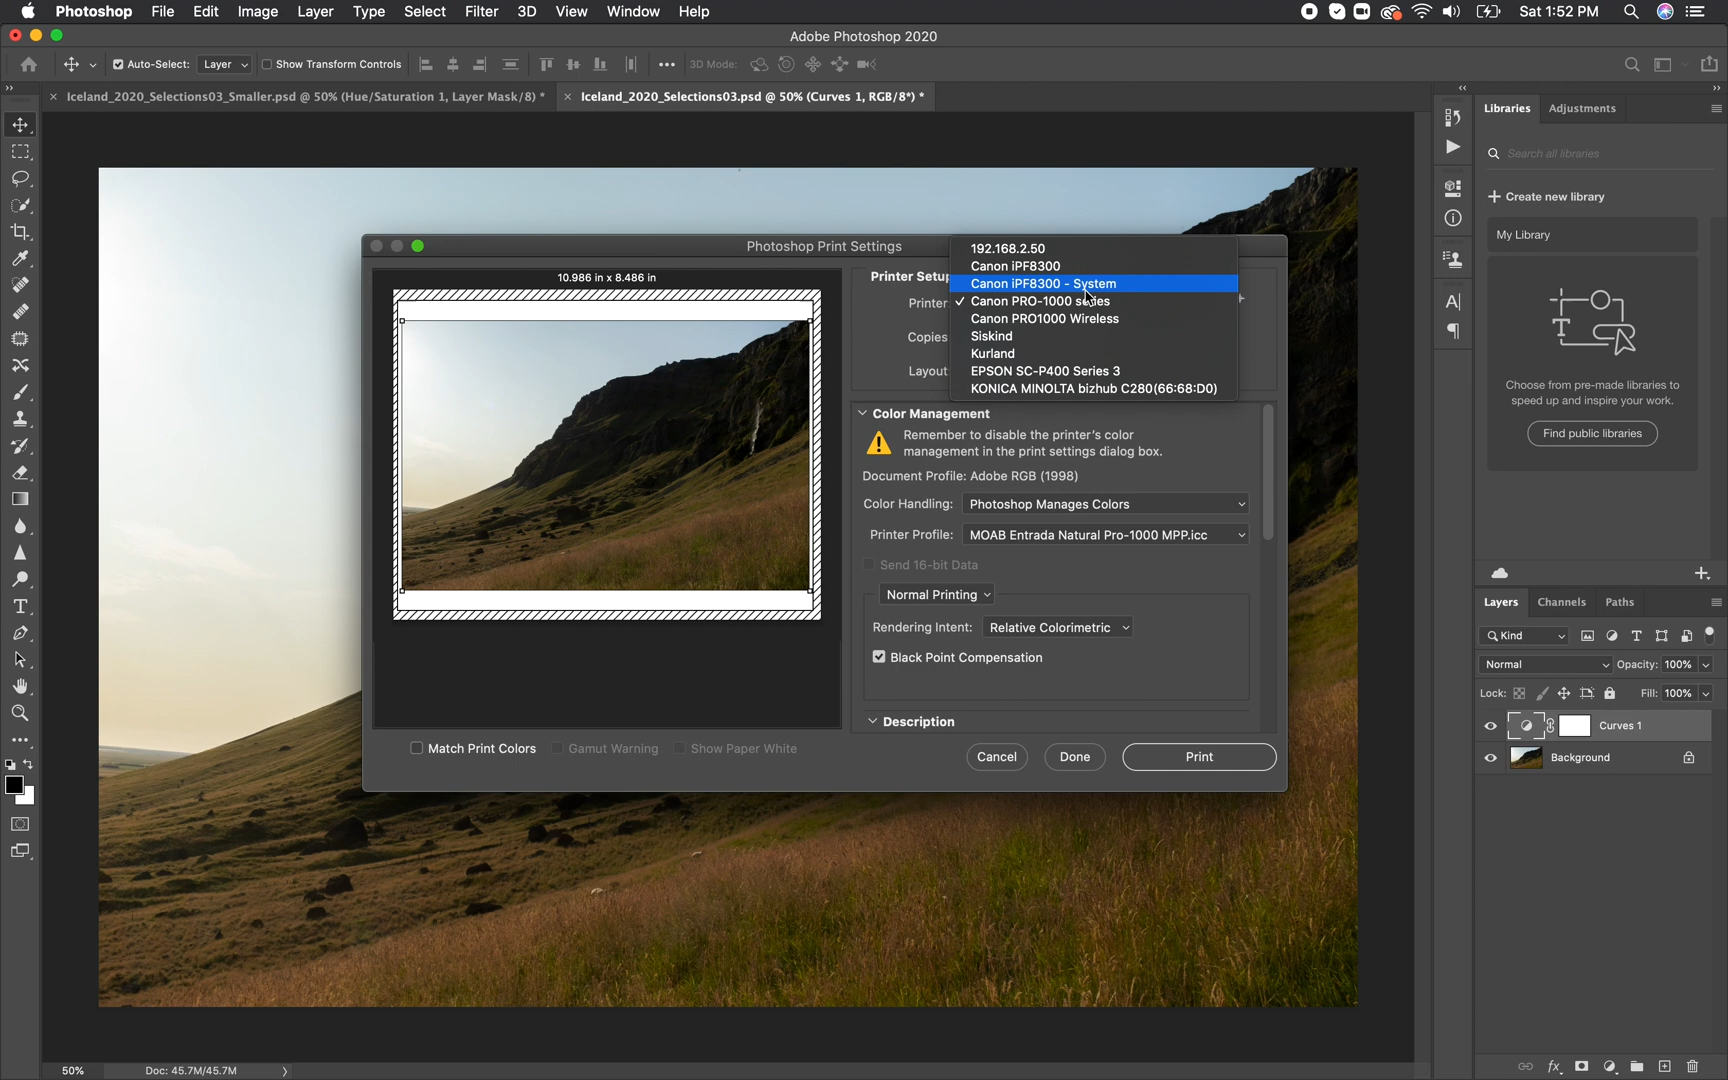 Photoshop File Edit Image Layer Type Select Filter 3D View Window Help Sat 1:52 PM
Adobe Photoshop 2020
Auto-Select: Layer Show Transform Controls 3D Mode:
Iceland_2020_Selections03_Smaller.psd @ 50% (Hue/Saturation 1, Layer Mask/8) * Iceland_2020_Selections03.psd @ 50% (Curves 1, RGB/8*) *
Libraries Adjustments
Search all libraries
Create new library
My Library
Choose from pre-made libraries to
speed up and inspire your work.
Find public libraries
Photoshop Print Settings
10.986 in x 8.486 in
Printer Setup
Printer
Copies
Layout
192.168.2.50
Canon iPF8300
Canon iPF8300 - System
Canon PRO-1000 series
Canon PRO1000 Wireless
Siskind
Kurland
EPSON SC-P400 Series 3
KONICA MINOLTA bizhub C280(66:68:D0)
Color Management
Remember to disable the printer's color
management in the print settings dialog box.
Document Profile: Adobe RGB (1998)
Color Handling: Photoshop Manages Colors
Printer Profile: MOAB Entrada Natural Pro-1000 MPP.icc
Send 16-bit Data
Normal Printing
Rendering Intent: Relative Colorimetric
Black Point Compensation
Description
Match Print Colors Gamut Warning Show Paper White
Cancel Done Print
Layers Channels Paths
Kind
Normal Opacity: 100%
Lock: Fill: 100%
Curves 1
Background
50% Doc: 45.7M/45.7M